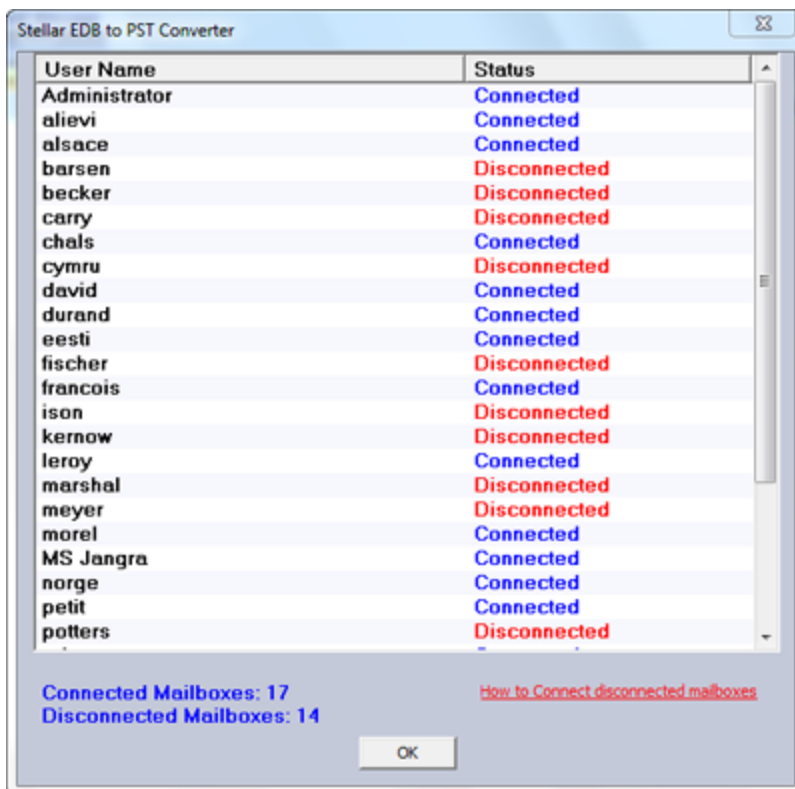 Stellar EDB to PST Converter
User Name Status
Administrator Connected
alievi Connected
alsace Connected
barsen Disconnected
becker Disconnected
carry Disconnected
chals Connected
cymru Disconnected
david Connected
durand Connected
eesti Connected
fischer Disconnected
francois Connected
ison Disconnected
kernow Disconnected
leroy Connected
marshal Disconnected
meyer Disconnected
morel Connected
MS Jangra Connected
norge Connected
petit Connected
potters Disconnected
Connected Mailboxes: 17 How to Connect disconnected mailboxes
Disconnected Mailboxes: 14
OK